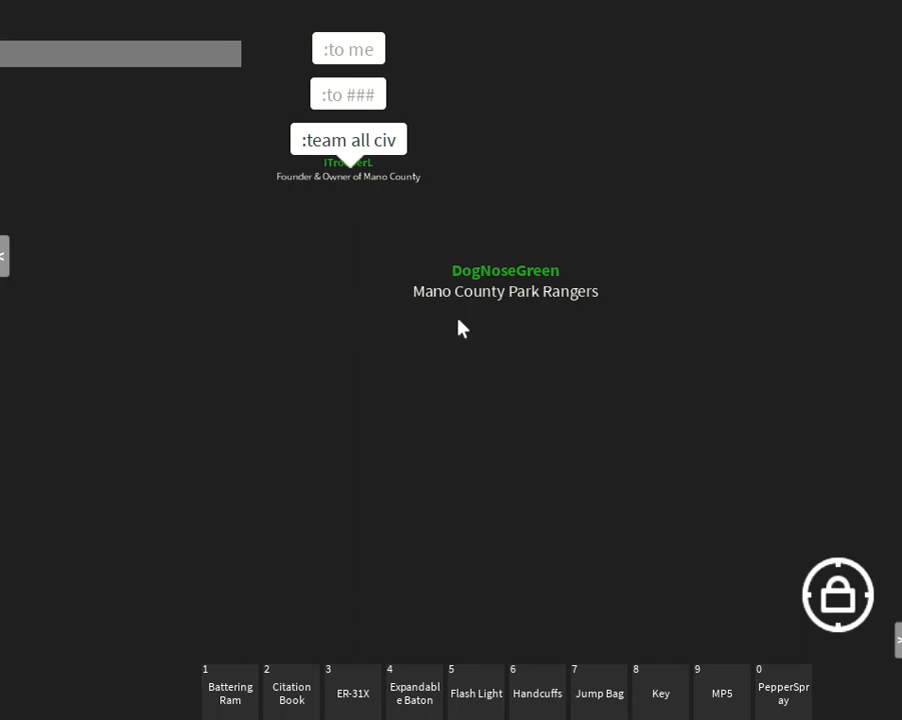 :to me
:to ###
:team all civ
Founder & Owner of Mano County
DogNoseGreen
Mano County Park Rangers
<
>
1 2 3 4 5 6 7 8 9 0
Battering Ram
Citation Book
ER-31X
Expandabl e Baton
Flash Light
Handcuffs
Jump Bag
Key
MP5
PepperSpr ay